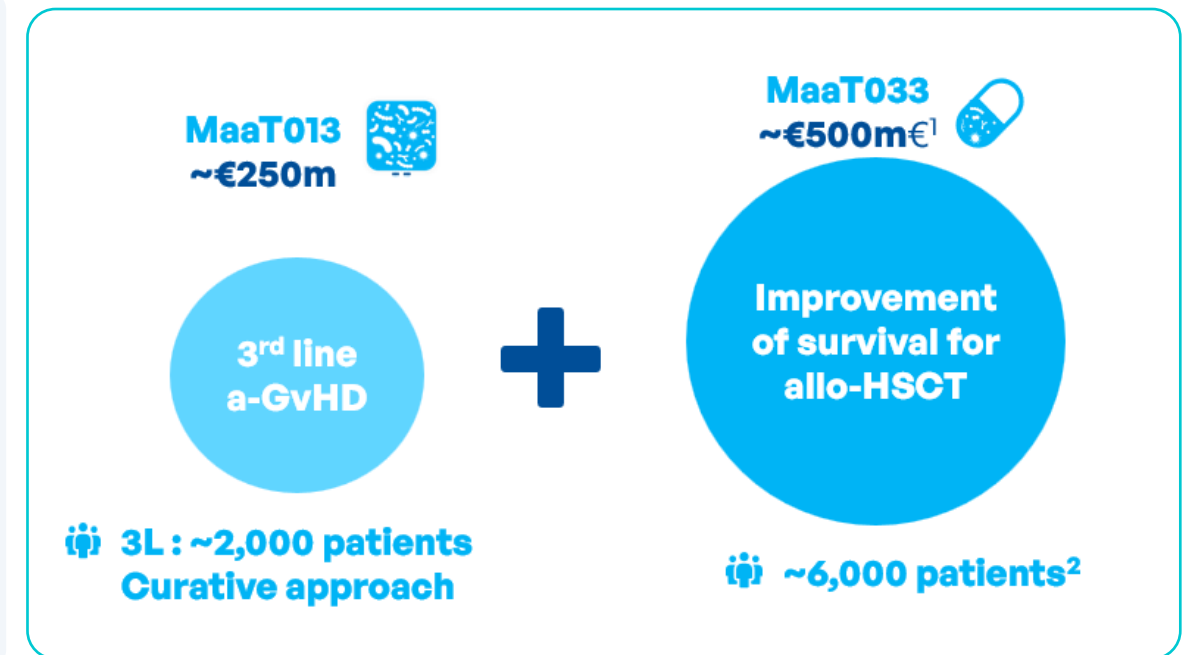 MaaT013
~€250m
3rd line
a-GvHD
3L : ~2,000 patients
Curative approach
MaaT033
~€500m€1
Improvement
of survival for
allo-HSCT
~6,000 patients2